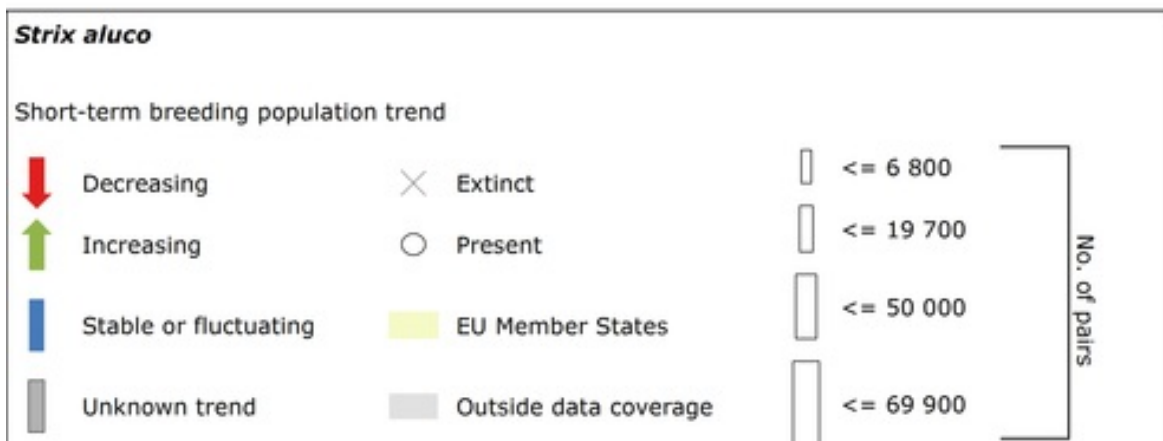 Strix aluco
Short-term breeding population trend
Decreasing
Extinct
<= 6 800
Increasing
Present
<= 19 700
Stable or fluctuating
EU Member States
<= 50 000
Unknown trend
Outside data coverage
<= 69 900
No. of pairs